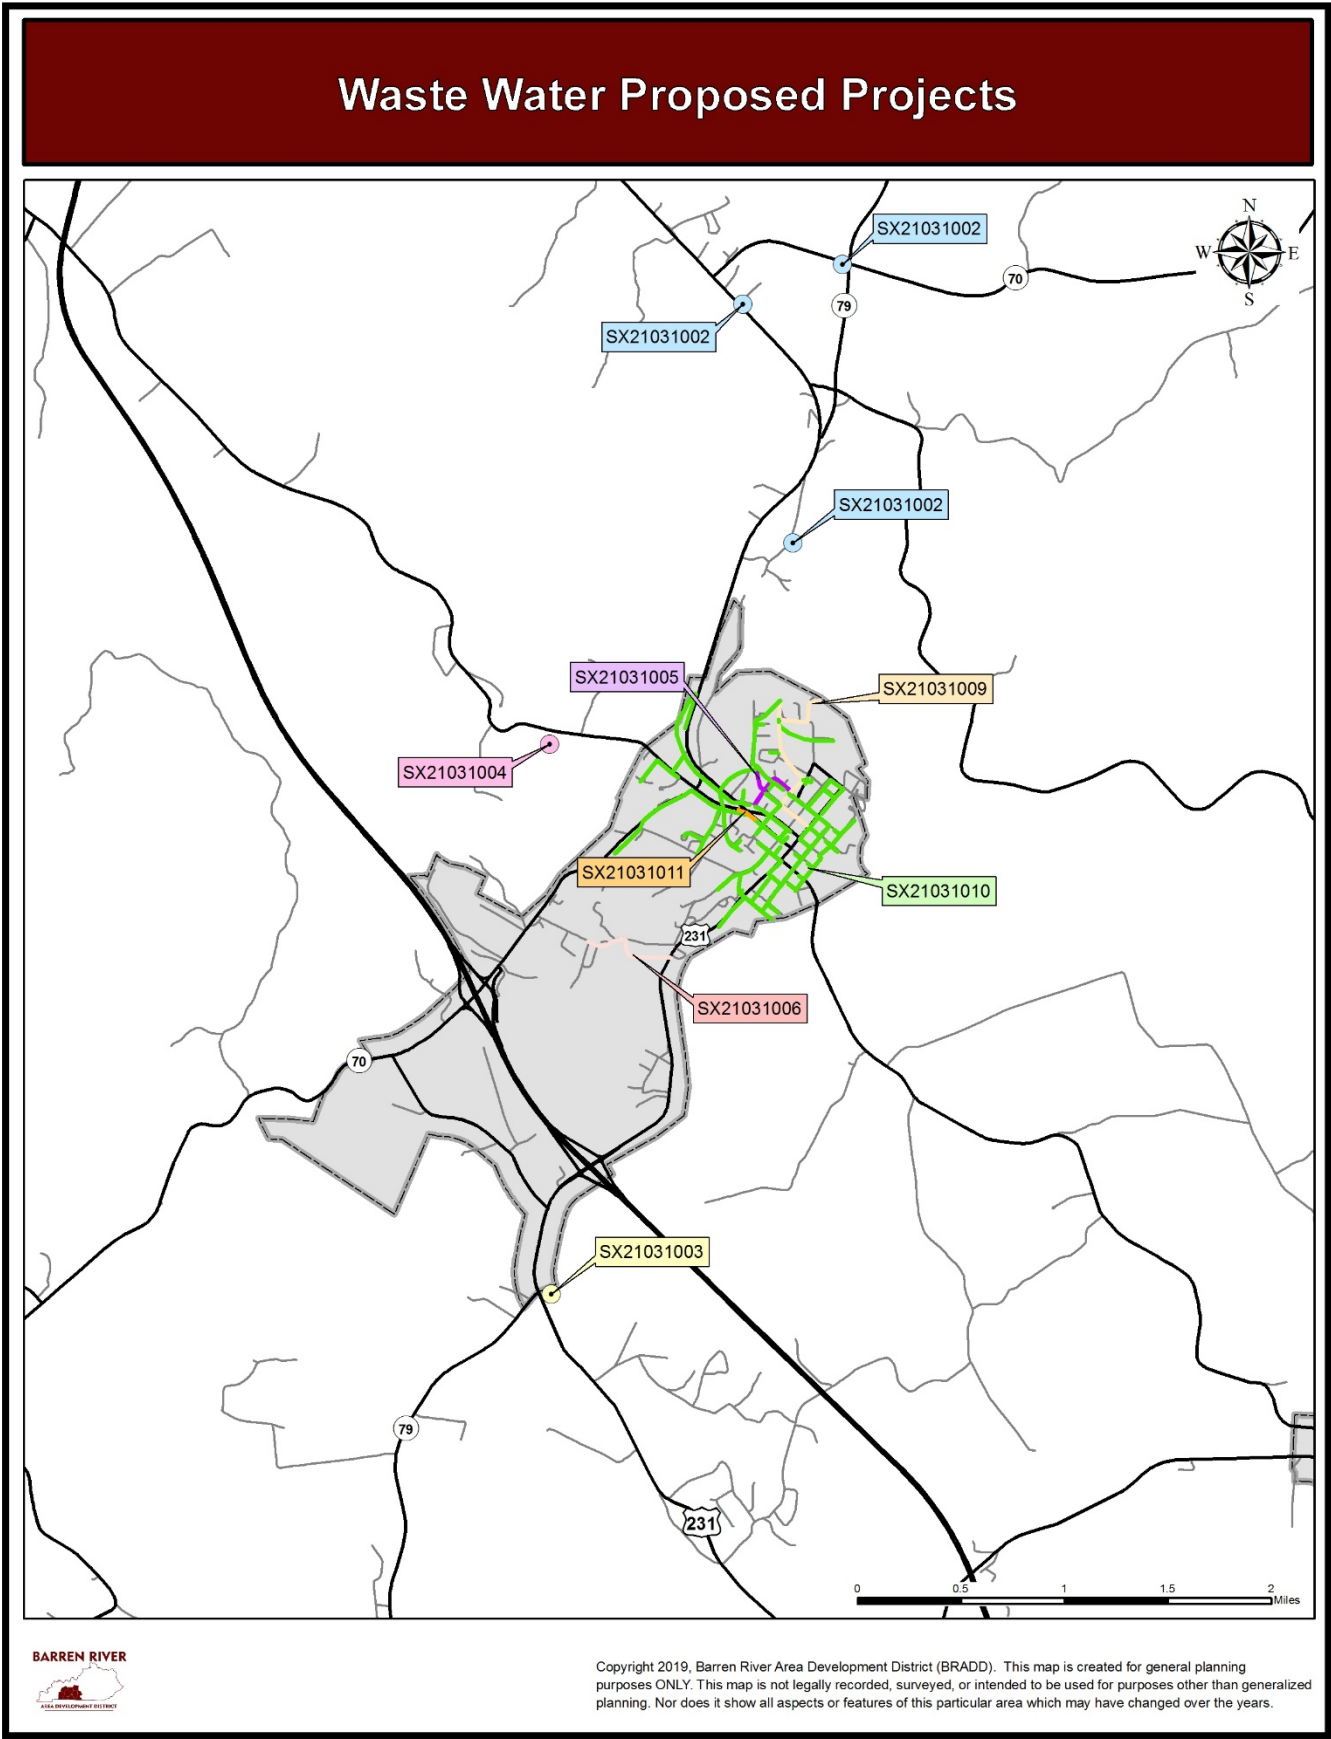 Waste Water Proposed Projects
N
W E
S
SX21031002
70
79
SX21031002
SX21031002
SX21031005
SX21031009
SX21031004
SX21031011
SX21031010
231
SX21031006
70
SX21031003
79
231
0 0.5 1 1.5 2
Miles
BARREN RIVER
AREA DEVELOPMENT DISTRICT
Copyright 2019, Barren River Area Development District (BRADD). This map is created for general planning
purposes ONLY. This map is not legally recorded, surveyed, or intended to be used for purposes other than generalized
planning. Nor does it show all aspects or features of this particular area which may have changed over the years.